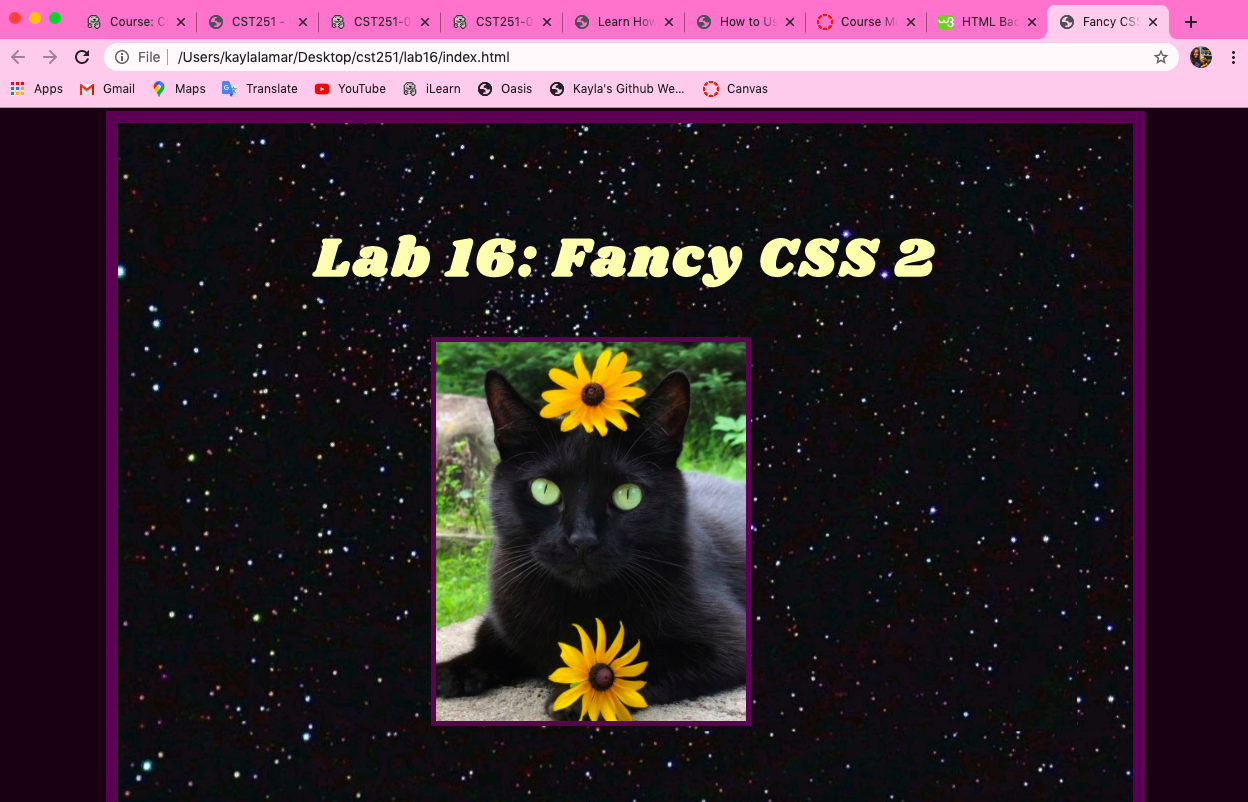 Course: C
CST251 -
CST251-0
CST251-0
Learn How
How to Us
Course Ma
HTML Bac
Fancy CSS
File /Users/kaylalamar/Desktop/cst251/lab16/index.html
Apps Gmail Maps Translate YouTube iLearn Oasis Kayla's Github We... Canvas
Lab 16: Fancy CSS 2